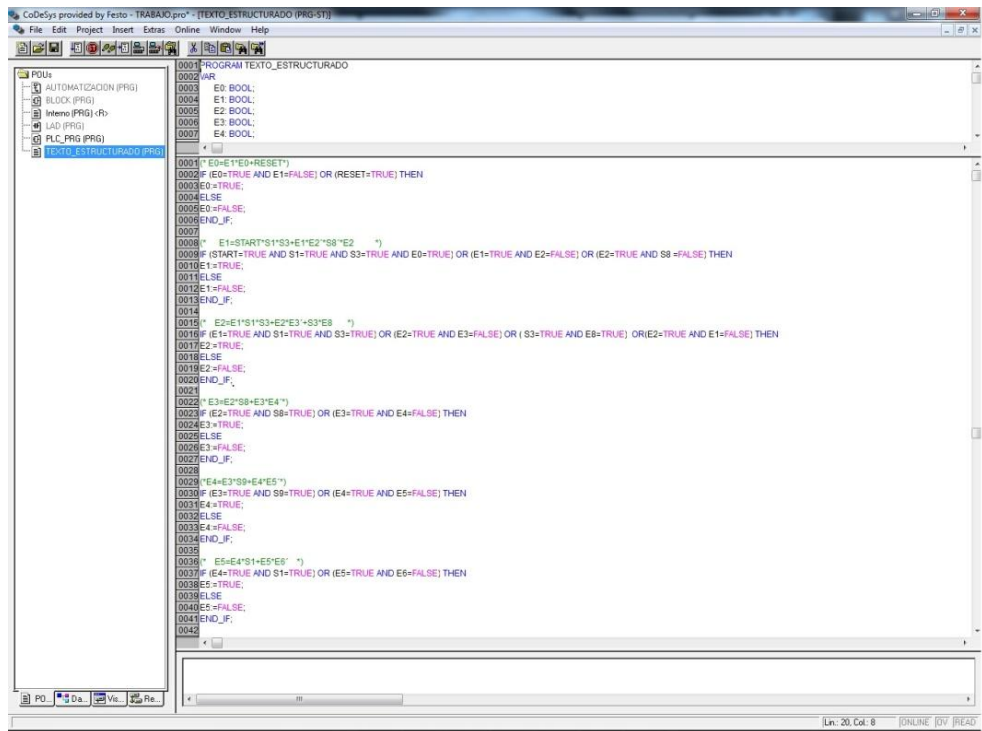 CoDeSys provided by Festo - TRABAJO.pro* - [TEXTO_ESTRUCTURADO (PRG-ST)]
File Edit Project Insert Extras Online Window Help
POUs
AUTOMATIZACION (PRG)
BLOCK (PRG)
Interno (PRG) <R>
LAD (PRG)
PLC_PRG (PRG)
TEXTO_ESTRUCTURADO (PRG)
0001 PROGRAM TEXTO_ESTRUCTURADO
0002 VAR
0003 E0: BOOL;
0004 E1: BOOL;
0005 E2: BOOL;
0006 E3: BOOL;
0007 E4: BOOL;
0001 (* E0=E1*E0+RESET*)
0002 IF (E0=TRUE AND E1=FALSE) OR (RESET=TRUE) THEN
0003 E0:=TRUE;
0004 ELSE
0005 E0:=FALSE;
0006 END_IF;
0007
0008 (* E1=START*S1*S3+E1*E2´*S8´*E2 *)
0009 IF (START=TRUE AND S1=TRUE AND S3=TRUE AND E0=TRUE) OR (E1=TRUE AND E2=FALSE) OR (E2=TRUE AND S8 =FALSE) THEN
0010 E1:=TRUE;
0011 ELSE
0012 E1:=FALSE;
0013 END_IF;
0014
0015 (* E2=E1*S1*S3+E2*E3´+S3*E8 *)
0016 IF (E1=TRUE AND S1=TRUE AND S3=TRUE) OR (E2=TRUE AND E3=FALSE) OR ( S3=TRUE AND E8=TRUE) OR(E2=TRUE AND E1=FALSE) THEN
0017 E2:=TRUE;
0018 ELSE
0019 E2:=FALSE;
0020 END_IF;
0021
0022 (* E3=E2*S8+E3*E4´*)
0023 IF (E2=TRUE AND S8=TRUE) OR (E3=TRUE AND E4=FALSE) THEN
0024 E3:=TRUE;
0025 ELSE
0026 E3:=FALSE;
0027 END_IF;
0028
0029 (*E4=E3*S9+E4*E5´*)
0030 IF (E3=TRUE AND S9=TRUE) OR (E4=TRUE AND E5=FALSE) THEN
0031 E4:=TRUE;
0032 ELSE
0033 E4:=FALSE;
0034 END_IF;
0035
0036 (* E5=E4*S1+E5*E6´ *)
0037 IF (E4=TRUE AND S1=TRUE) OR (E5=TRUE AND E6=FALSE) THEN
0038 E5:=TRUE;
0039 ELSE
0040 E5:=FALSE;
0041 END_IF;
0042
PO... Da... Vis... Re...
Lin.: 20, Col.: 8 ONLINE OV READ